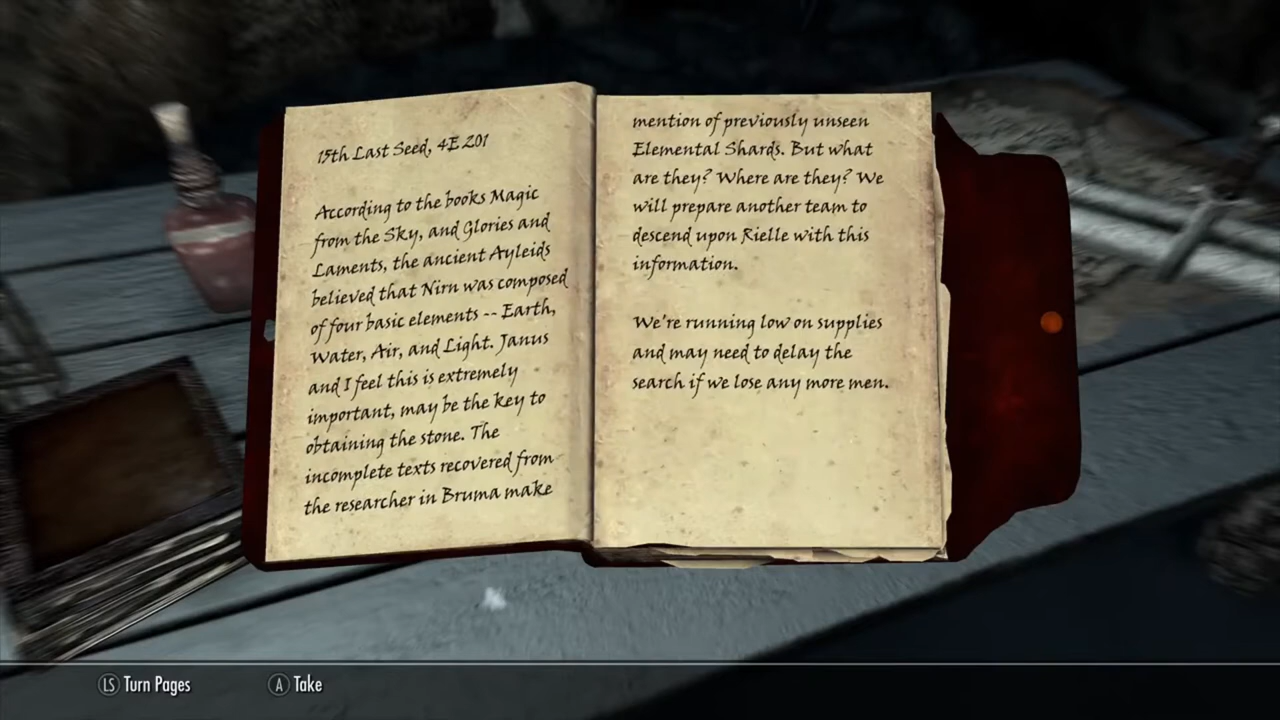 15th Last Seed, 4E 201
According to the books Magic
from the Sky, and Glories and
Laments, the ancient Ayleids
believed that Nirn was composed
of four basic elements -- Earth,
Water, Air, and Light. Janus
and I feel this is extremely
important, may be the key to
obtaining the stone. The
incomplete texts recovered from
the researcher in Bruma make
mention of previously unseen
Elemental Shards. But what
are they? Where are they? We
will prepare another team to
descend upon Rielle with this
information.
We're running low on supplies
and may need to delay the
search if we lose any more men.
LS Turn Pages
A Take